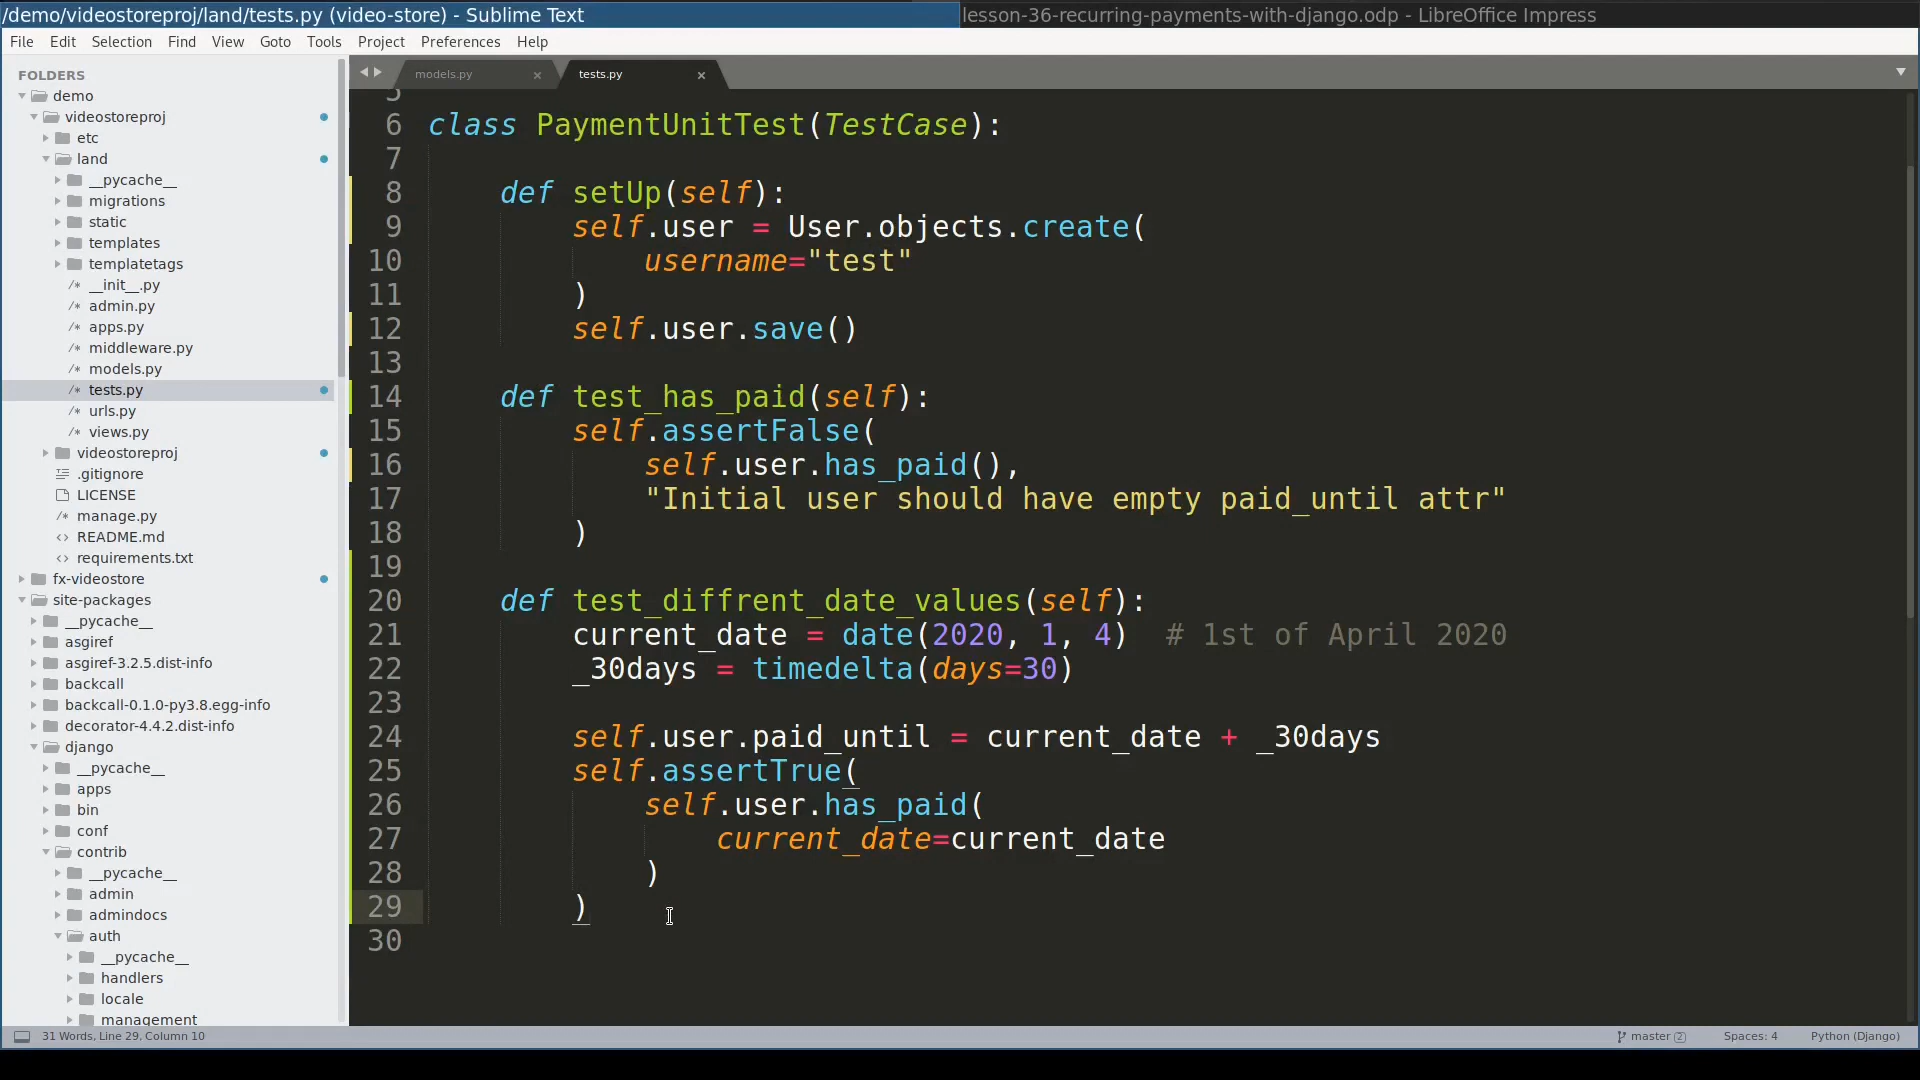 /demo/videostoreproj/land/tests.py (video-store) - Sublime Text
lesson-36-recurring-payments-with-django.odp - LibreOffice Impress
File Edit Selection Find View Goto Tools Project Preferences Help
FOLDERS
demo
videostoreproj
etc
land
__pycache__
migrations
static
templates
templatetags
/* __init__.py
/* admin.py
/* apps.py
/* middleware.py
/* models.py
/* tests.py
/* urls.py
/* views.py
videostoreproj
.gitignore
LICENSE
/* manage.py
<> README.md
<> requirements.txt
fx-videostore
site-packages
__pycache__
asgiref
asgiref-3.2.5.dist-info
backcall
backcall-0.1.0-py3.8.egg-info
decorator-4.4.2.dist-info
django
__pycache__
apps
bin
conf
contrib
__pycache__
admin
admindocs
auth
__pycache__
handlers
locale
management
models.py × tests.py ×
5
6 class PaymentUnitTest(TestCase):
7
8 def setUp(self):
9 self.user = User.objects.create(
10 username="test"
11 )
12 self.user.save()
13
14 def test_has_paid(self):
15 self.assertFalse(
16 self.user.has_paid(),
17 "Initial user should have empty paid_until attr"
18 )
19
20 def test_diffrent_date_values(self):
21 current_date = date(2020, 1, 4) # 1st of April 2020
22 _30days = timedelta(days=30)
23
24 self.user.paid_until = current_date + _30days
25 self.assertTrue(
26 self.user.has_paid(
27 current_date=current_date
28 )
29 )
30
31 Words, Line 29, Column 10
master 2 Spaces: 4 Python (Django)